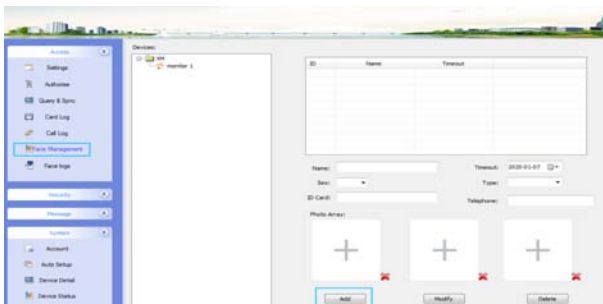 Access
Settings
Authorise
Query & Sync
Card Log
Call Log
Face Management
Face logs
Security
Message
System
Account
Auto Setup
Device Detail
Device Status
Devices:
monitor 1
ID Name Timeout
Name: Timeout: 2020-01-07
Sex: Type:
ID Card: Telephone:
Photo Array:
Add Modify Delete